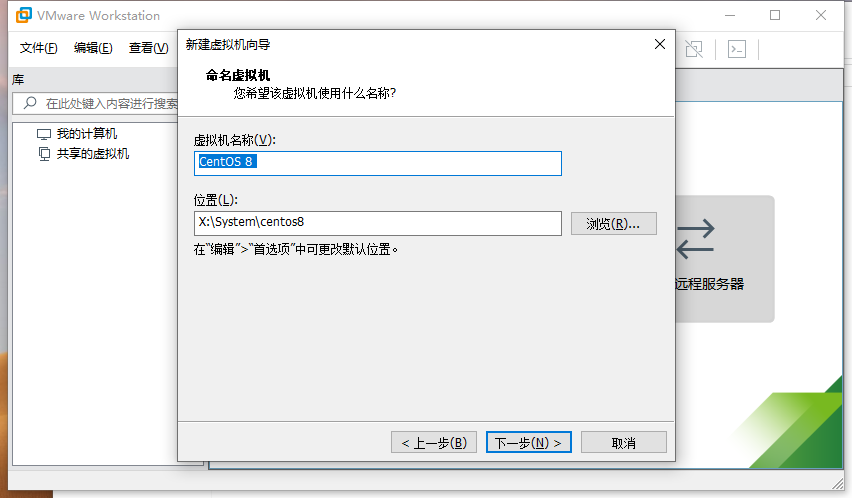 VMware Workstation
文件(F) 编辑(E) 查看(V)
库
在此处键入内容进行搜索
我的计算机
共享的虚拟机
新建虚拟机向导
命名虚拟机
您希望该虚拟机使用什么名称?
虚拟机名称(V):
CentOS 8
位置(L):
X:\System\centos8
浏览(R)...
在“编辑”>“首选项”中可更改默认位置。
< 上一步(B) 下一步(N) > 取消
远程服务器